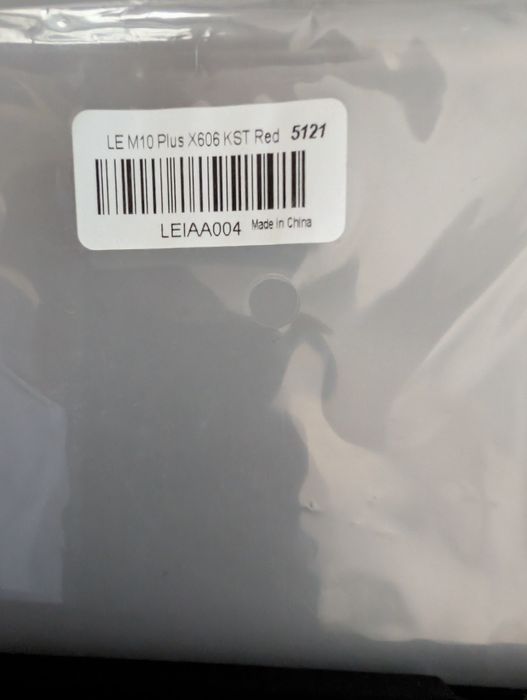 LE M10 Plus X606 KST Red 5121
LEIAA004 Made in China